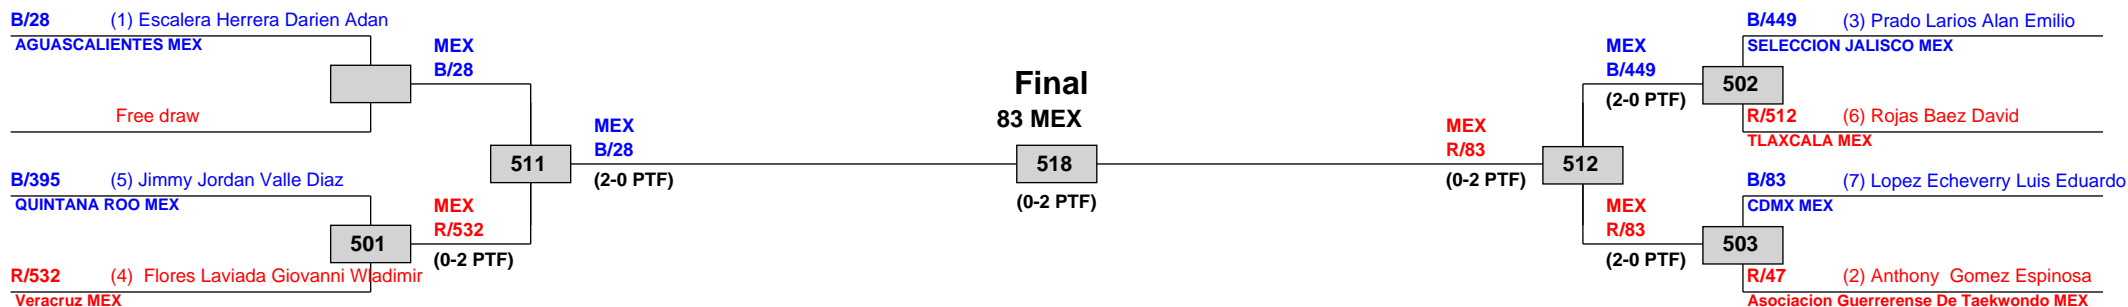 B/28 (1) Escalera Herrera Darien Adan
AGUASCALIENTES MEX
Free draw
MEX
B/28
B/395 (5) Jimmy Jordan Valle Diaz
QUINTANA ROO MEX
501
R/532 (4) Flores Laviada Giovanni Wladimir
Veracruz MEX
MEX
R/532
(0-2 PTF)
511
MEX
B/28
(2-0 PTF)
Final
83 MEX
518
(0-2 PTF)
MEX
R/83
(0-2 PTF)
512
MEX
B/449
(2-0 PTF)
B/449 (3) Prado Larios Alan Emilio
SELECCION JALISCO MEX
502
R/512 (6) Rojas Baez David
TLAXCALA MEX
MEX
R/83
(2-0 PTF)
B/83 (7) Lopez Echeverry Luis Eduardo
CDMX MEX
503
R/47 (2) Anthony Gomez Espinosa
Asociacion Guerrerense De Taekwondo MEX